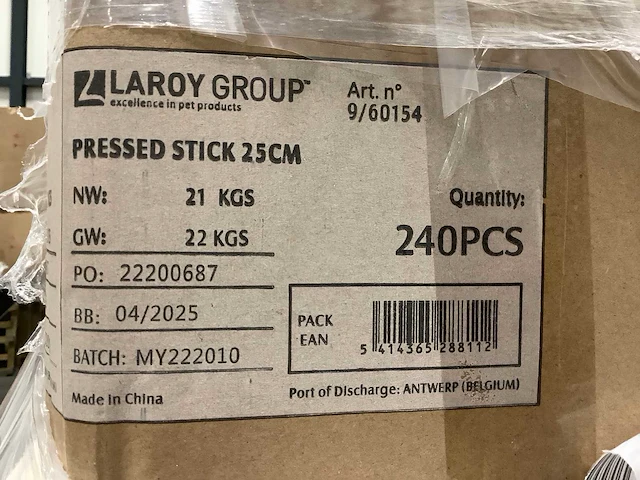 LAROY GROUP™
excellence in pet products
Art. n°
9/60154
PRESSED STICK 25CM
NW: 21 KGS
GW: 22 KGS
Quantity:
240PCS
PO: 22200687
BB: 04/2025
BATCH: MY222010
PACK
EAN
5 414365 288112
Made in China
Port of Discharge: ANTWERP (BELGIUM)